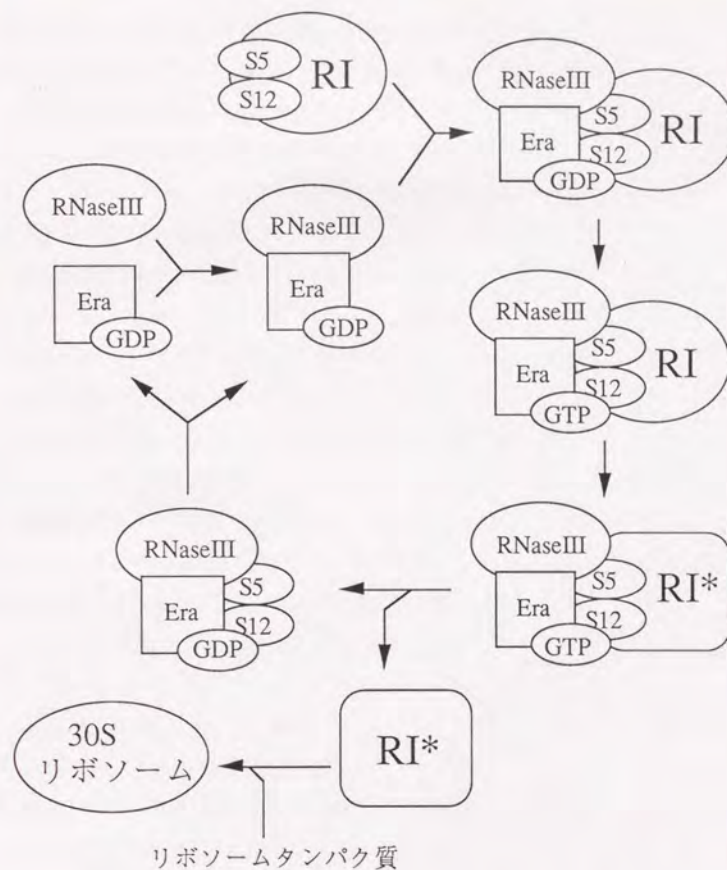 S5
S12
RI
RNaseIII
Era
GDP
S5
S12
RI
RNaseIII
Era
GDP
RNaseIII
Era
GDP
RNaseIII
Era
GTP
S5
S12
RI
RNaseIII
Era
GTP
S5
S12
RI*
RNaseIII
Era
GDP
S5
S12
RI*
30S
リボソーム
リボソームタンパク質